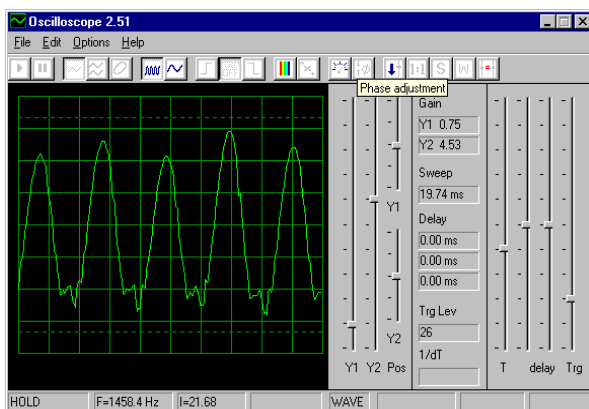 Oscilloscope 2.51
File Edit Options Help
1:1 S W
Phase adjustment
Gain
Y1 0.75
Y2 4.53
Sweep
19.74 ms
Y1
Delay
0.00 ms
0.00 ms
0.00 ms
Trg Lev
26
Y2
1/dT
Y1 Y2 Pos
T delay Trg
HOLD F=1458.4 Hz I=21.68 WAVE